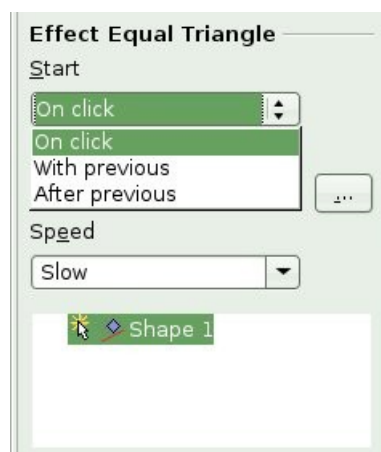 Effect Equal Triangle
Start
On click
On click
With previous
After previous
...
Speed
Slow
Shape 1